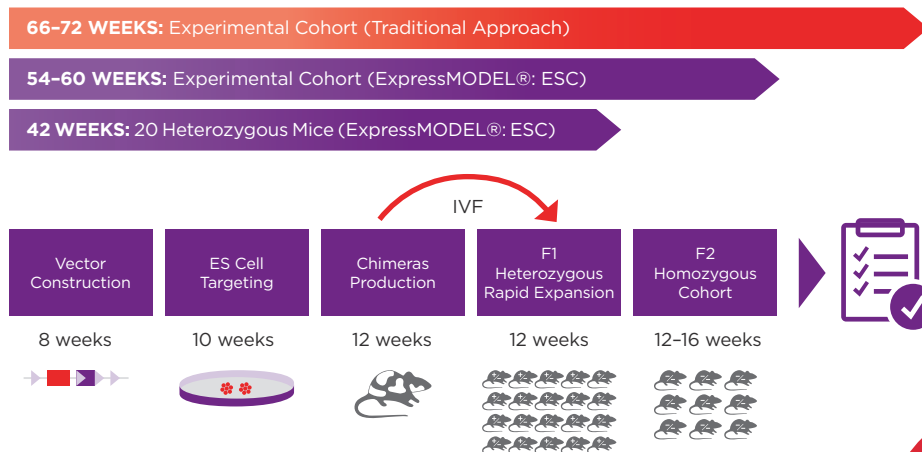 66–72 WEEKS: Experimental Cohort (Traditional Approach)
54–60 WEEKS: Experimental Cohort (ExpressMODEL®: ESC)
42 WEEKS: 20 Heterozygous Mice (ExpressMODEL®: ESC)
IVF
Vector
Construction
ES Cell
Targeting
Chimeras
Production
F1
Heterozygous
Rapid Expansion
F2
Homozygous
Cohort
8 weeks
10 weeks
12 weeks
12 weeks
12–16 weeks